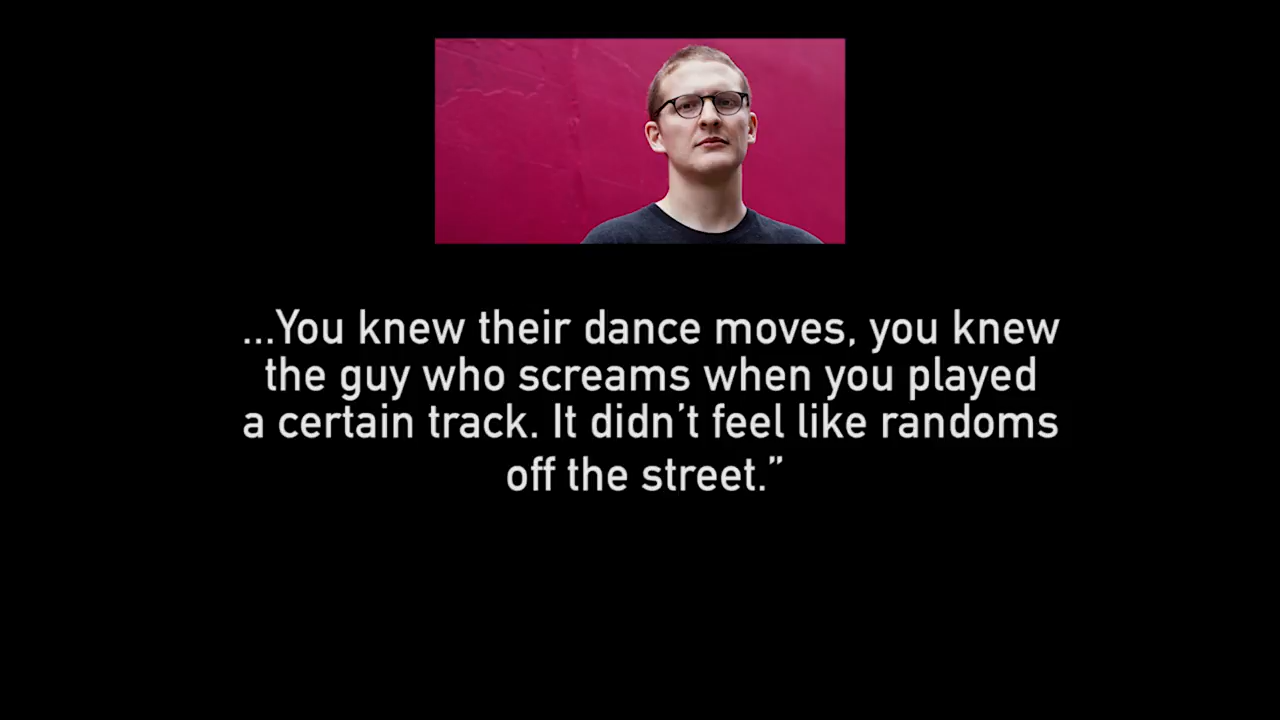 ...You knew their dance moves, you knew
the guy who screams when you played
a certain track. It didn’t feel like randoms
off the street.”